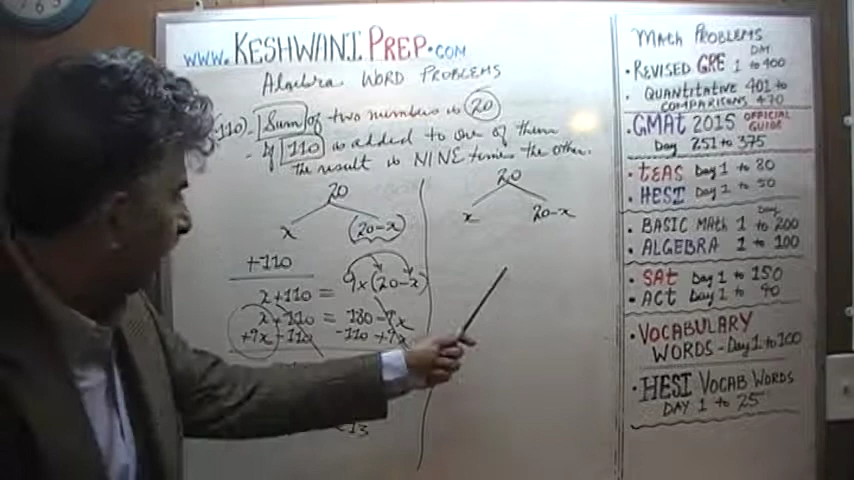 www.KESHWANI PREP.COM
Algebra WORD PROBLEMS
110) - Sum of two numbers is 20
- If 110 is added to one of them
the result is NINE times the other.
20
x (20-x)
+110
x+110 = 9x(20-x)
x+110 = 180-9x
+9x-110 -110+9x
13
20
x 20-x
MATH PROBLEMS
DAY
• REVISED GRE 1 to 400
• QUANTITATIVE 401 to
COMPARISONS 470
• GMAT 2015 OFFICIAL
GUIDE
Day 251 to 375
• TEAS Day 1 to 80
• HESI Day 1 to 50
Day
• BASIC MATH 1 to 200
• ALGEBRA 1 to 100
• SAT Day 1 to 150
• ACT Day 1 to 90
• VOCABULARY
WORDS - Day 1 to 100
• HESI VOCAB WORDS
DAY 1 to 25